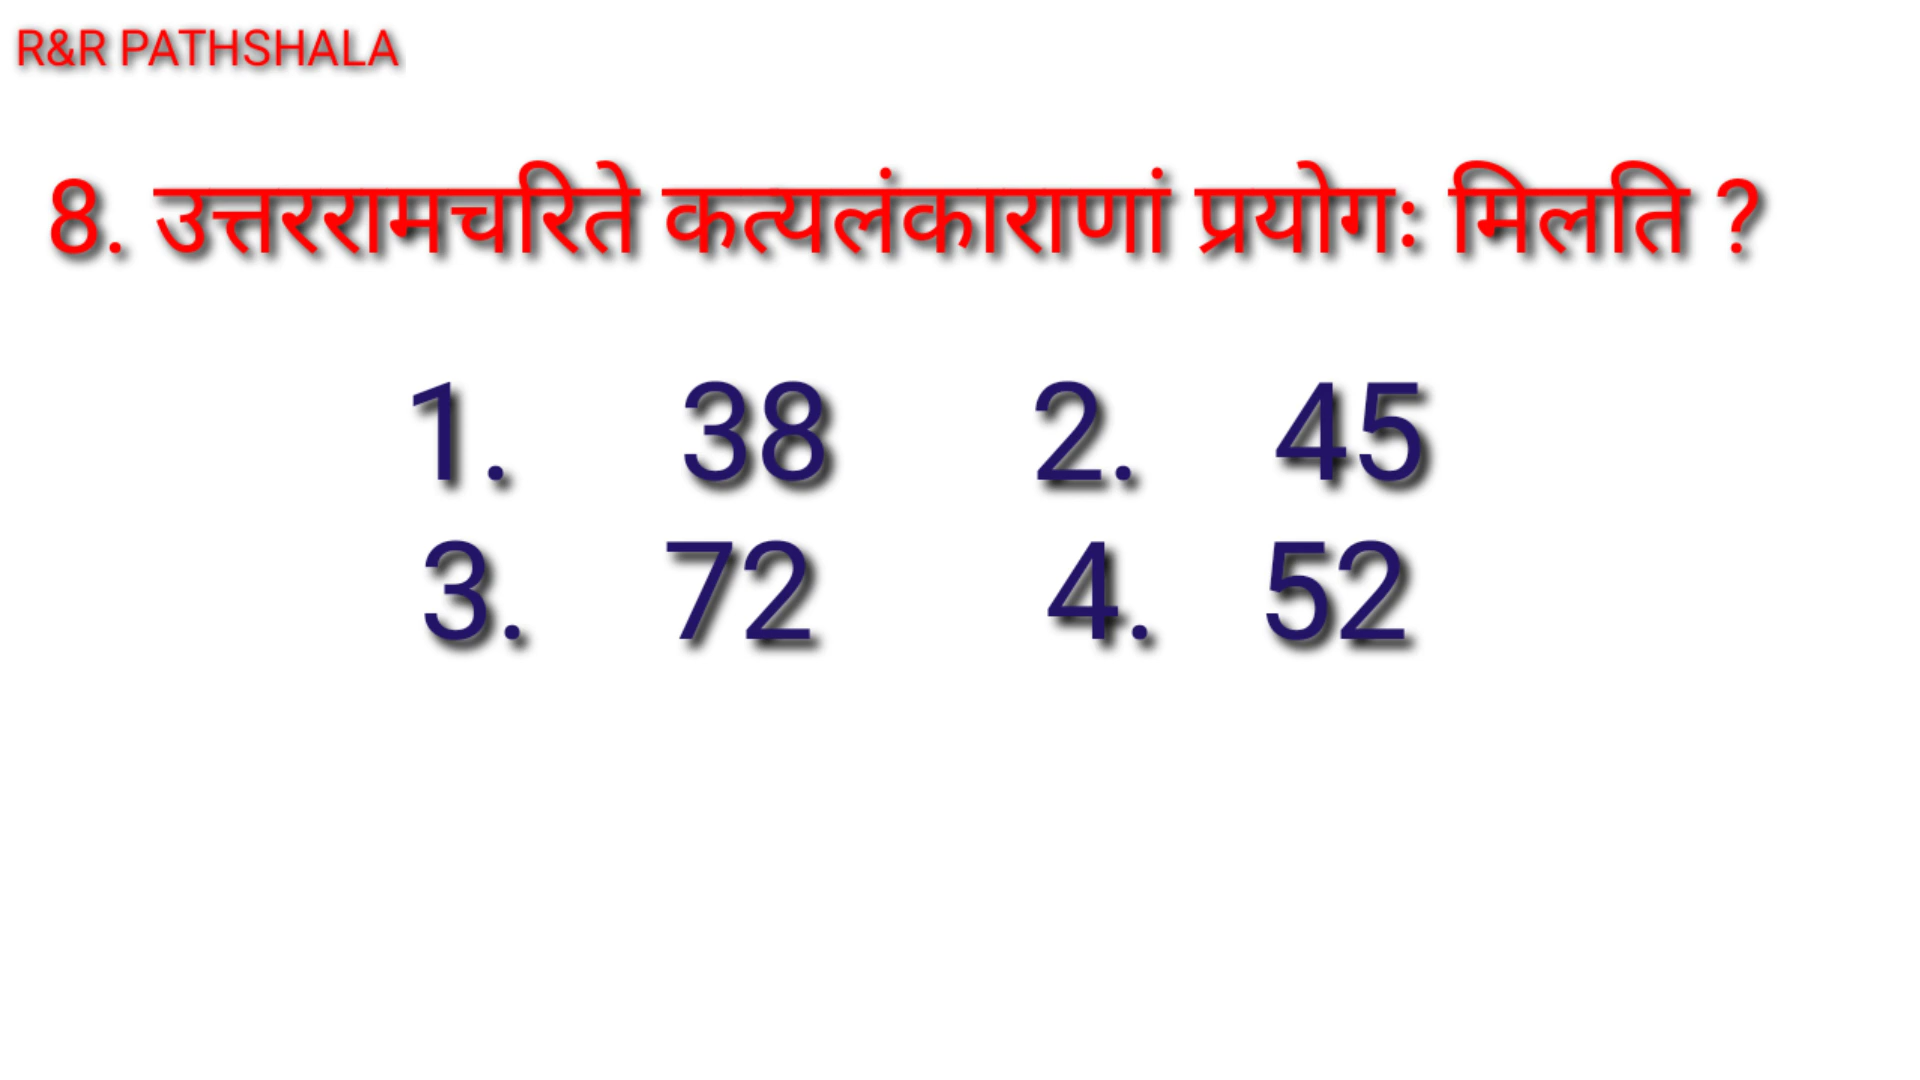 R&R PATHSHALA
8. उत्तररामचरिते कत्यलंकाराणां प्रयोगः मिलति ?
1. 38 2. 45
3. 72 4. 52